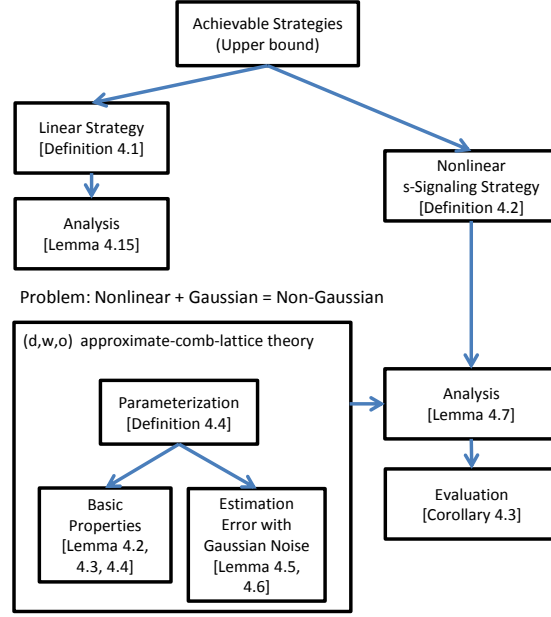 Achievable Strategies
(Upper bound)
Linear Strategy
[Definition 4.1]
Nonlinear
s-Signaling Strategy
[Definition 4.2]
Analysis
[Lemma 4.15]
Problem: Nonlinear + Gaussian = Non-Gaussian
(d,w,o) approximate-comb-lattice theory
Parameterization
[Definition 4.4]
Analysis
[Lemma 4.7]
Basic
Properties
[Lemma 4.2,
4.3, 4.4]
Estimation
Error with
Gaussian Noise
[Lemma 4.5,
4.6]
Evaluation
[Corollary 4.3]